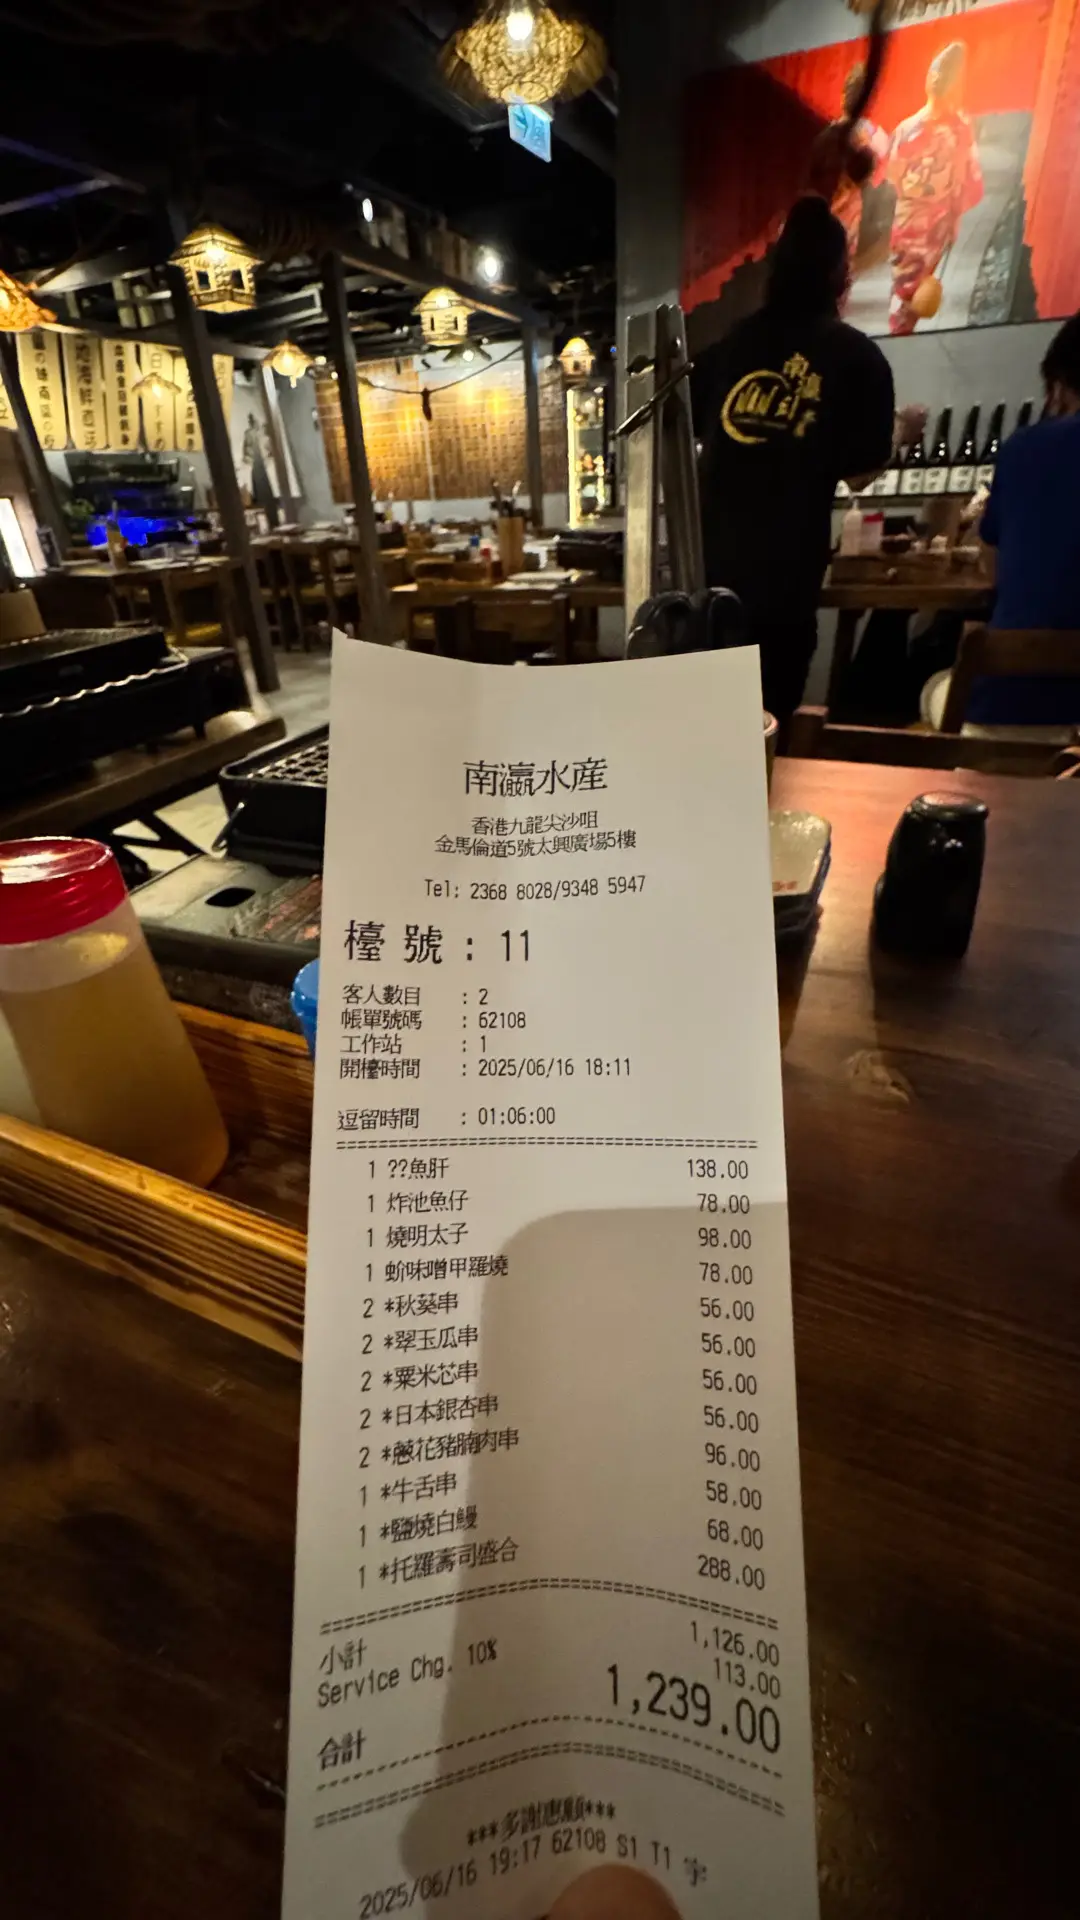 南瀛水産
香港九龍尖沙咀
金馬倫道5號太興廣場5樓
Tel: 2368 8028/9348 5947
檯號 : 11
客人數目 : 2
帳單號碼 : 62108
工作站 : 1
開檯時間 : 2025/06/16 18:11
逗留時間 : 01:06:00
1 ??魚肝 138.00
1 炸池魚仔 78.00
1 燒明太子 98.00
1 蚧味噌甲羅燒 78.00
2 *秋葵串 56.00
2 *翠玉瓜串 56.00
2 *粟米芯串 56.00
2 *日本銀杏串 56.00
2 *蔥花豬腩肉串 96.00
1 *牛舌串 58.00
1 *鹽燒白鰻 68.00
1 *托羅壽司盛合 288.00
小計 1,126.00
Service Chg. 10% 113.00
合計 1,239.00
***多謝惠顧***
2025/06/16 19:17 62108 S1 T1
南瀛